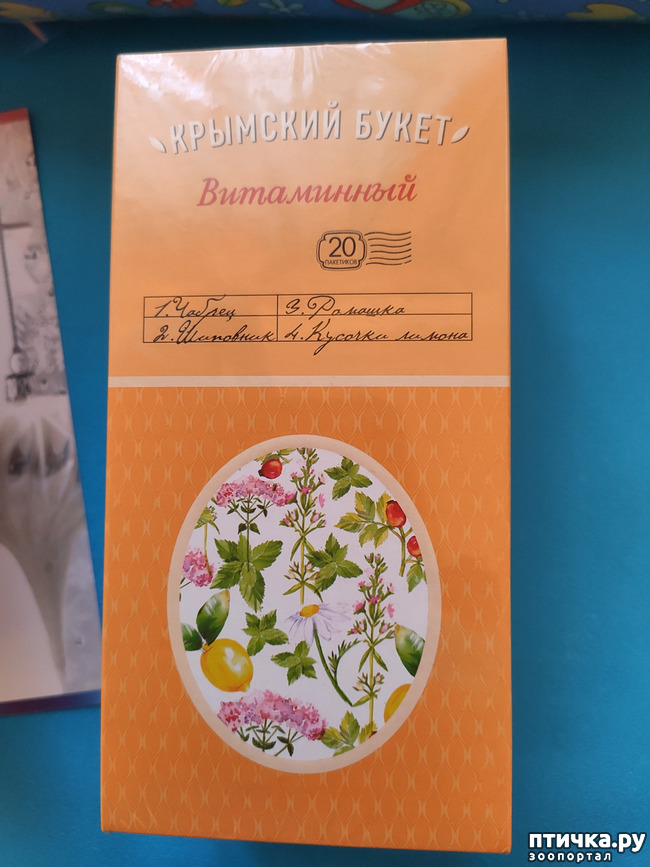 КРЫМСКИЙ БУКЕТ
Витаминный
20
ПАКЕТИКОВ
1. Чабрец 3. Ромашка
2. Шиповник 4. Кусочки лимона
птичка.ру
зоопортал